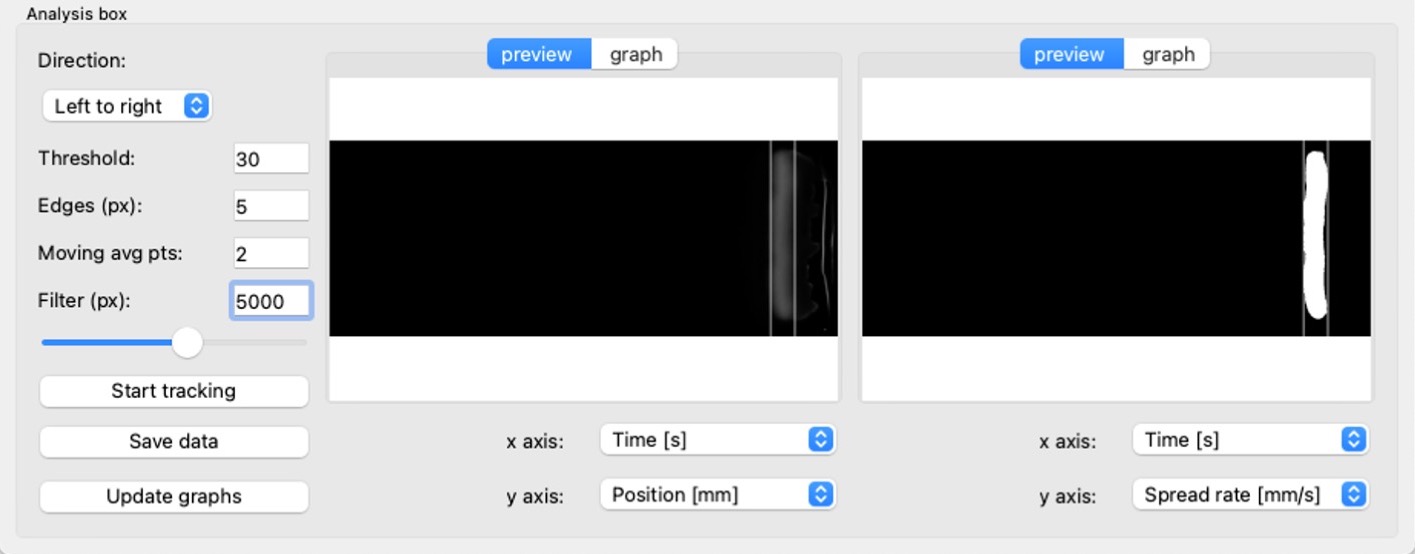 Analysis box
Direction:
Left to right
Threshold: 30
Edges (px): 5
Moving avg pts: 2
Filter (px): 5000
Start tracking
Save data
Update graphs
preview graph
x axis: Time [s]
y axis: Position [mm]
preview graph
x axis: Time [s]
y axis: Spread rate [mm/s]